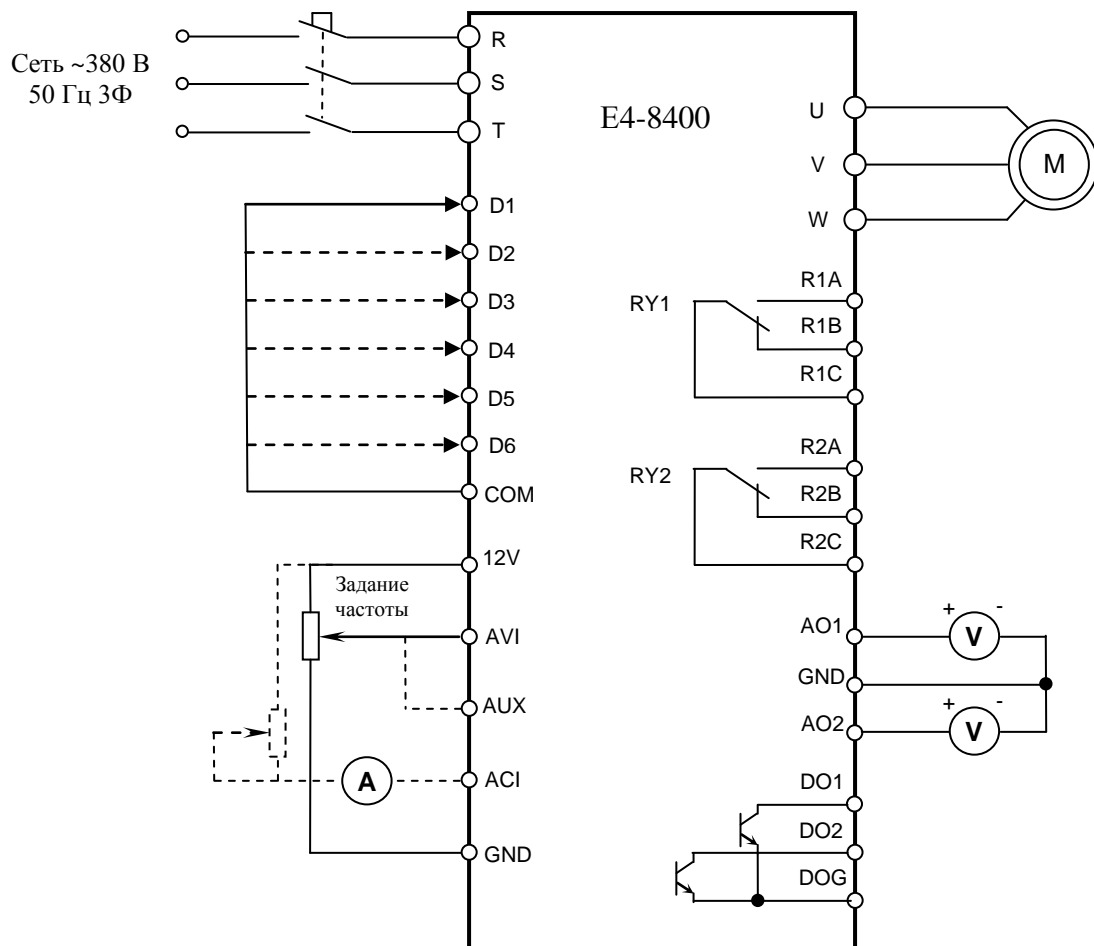 Сеть ~380 В
50 Гц 3Ф
R
S
T
E4-8400
U
V
W
M
D1
D2
D3
D4
D5
D6
COM
RY1
R1A
R1B
R1C
RY2
R2A
R2B
R2C
12V
Задание
частоты
AVI
AUX
A
ACI
GND
AO1
+ -
V
GND
AO2
+ -
V
DO1
DO2
DOG